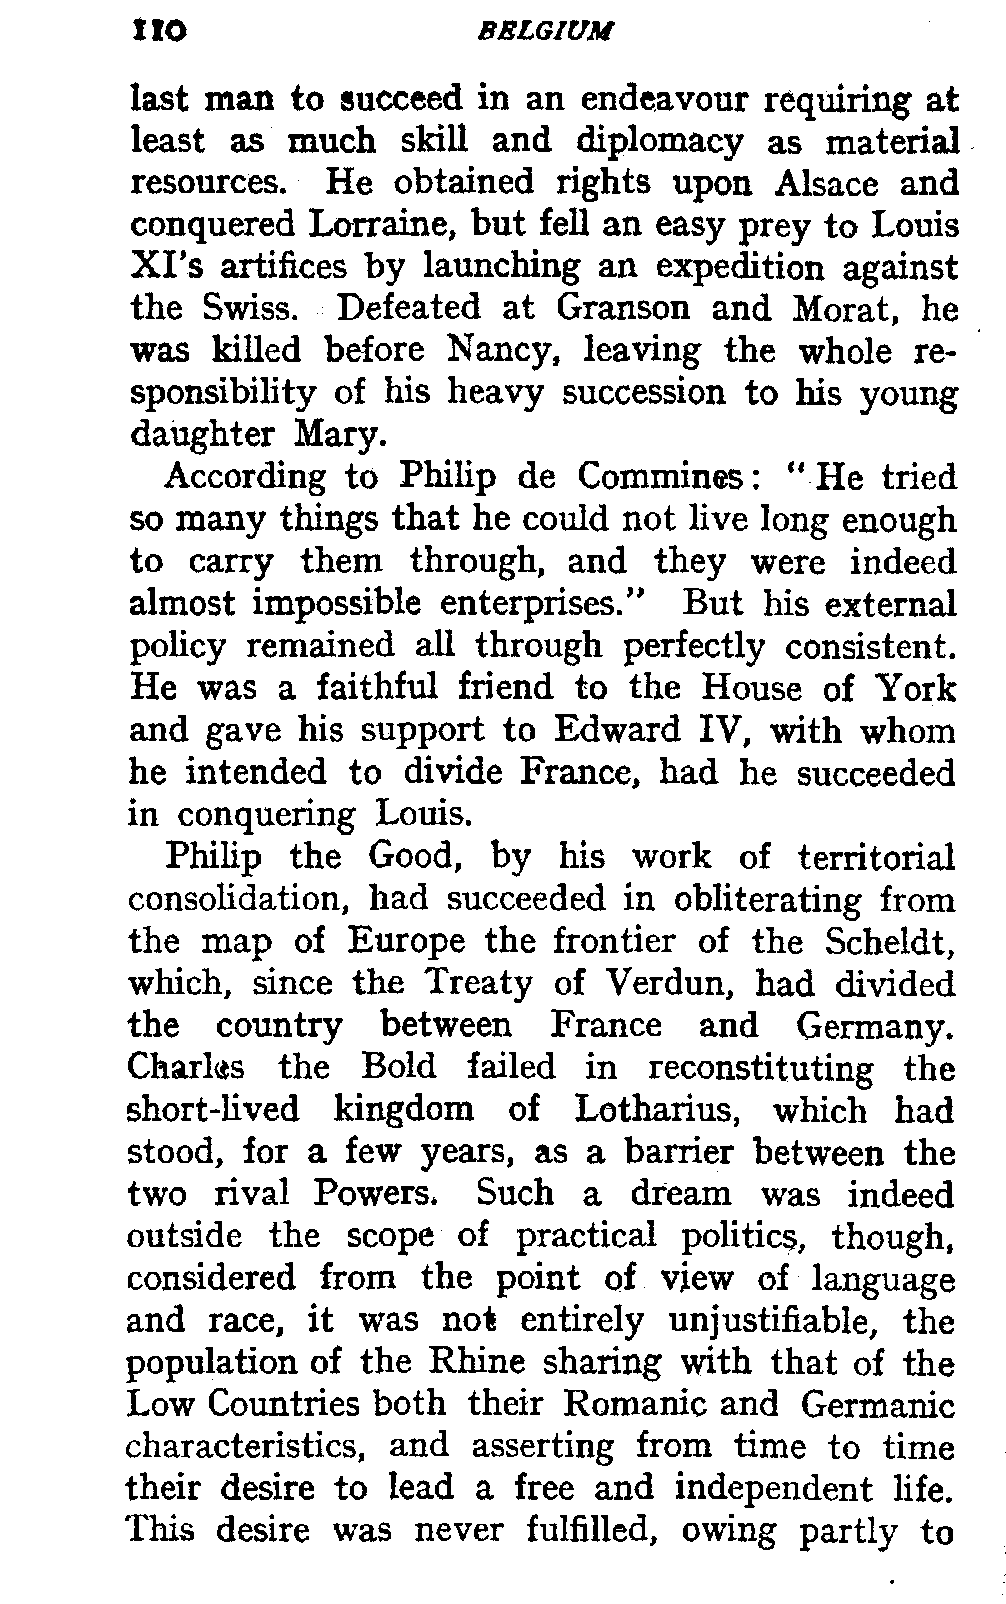 110 BELGIUM
last man to succeed in an endeavour requiring at
least as much skill and diplomacy as material
resources. He obtained rights upon Alsace and
conquered Lorraine, but fell an easy prey to Louis
XI's artifices by launching an expedition against
the Swiss. Defeated at Granson and Morat, he
was killed before Nancy, leaving the whole re-
sponsibility of his heavy succession to his young
daughter Mary.
According to Philip de Commines: "He tried
so many things that he could not live long enough
to carry them through, and they were indeed
almost impossible enterprises." But his external
policy remained all through perfectly consistent.
He was a faithful friend to the House of York
and gave his support to Edward IV, with whom
he intended to divide France, had he succeeded
in conquering Louis.
Philip the Good, by his work of territorial
consolidation, had succeeded in obliterating from
the map of Europe the frontier of the Scheldt,
which, since the Treaty of Verdun, had divided
the country between France and Germany.
Charles the Bold failed in reconstituting the
short-lived kingdom of Lotharius, which had
stood, for a few years, as a barrier between the
two rival Powers. Such a dream was indeed
outside the scope of practical politics, though,
considered from the point of view of language
and race, it was not entirely unjustifiable, the
population of the Rhine sharing with that of the
Low Countries both their Romanic and Germanic
characteristics, and asserting from time to time
their desire to lead a free and independent life.
This desire was never fulfilled, owing partly to